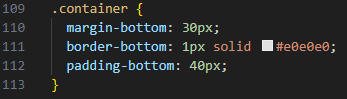 109 .container {
110 margin-bottom: 30px;
111 border-bottom: 1px solid #e0e0e0;
112 padding-bottom: 40px;
113 }